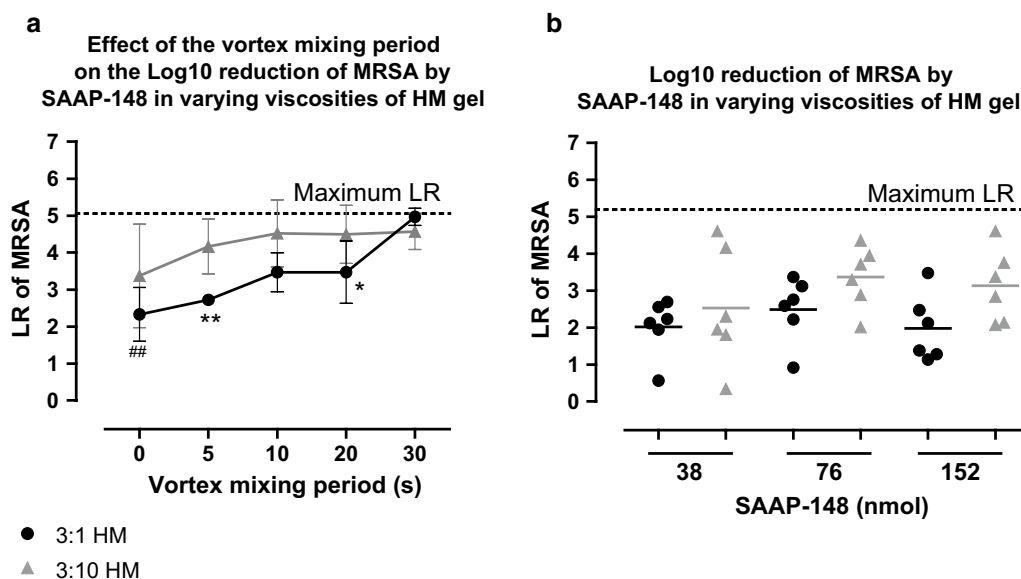 a
Effect of the vortex mixing period
on the Log10 reduction of MRSA by
SAAP-148 in varying viscosities of HM gel
7
6
5
4
3
2
1
0
LR of MRSA
Maximum LR
##
**
*
0 5 10 20 30
Vortex mixing period (s)
3:1 HM
3:10 HM
b
Log10 reduction of MRSA by
SAAP-148 in varying viscosities of HM gel
7
6
5
4
3
2
1
0
LR of MRSA
Maximum LR
38 76 152
SAAP-148 (nmol)